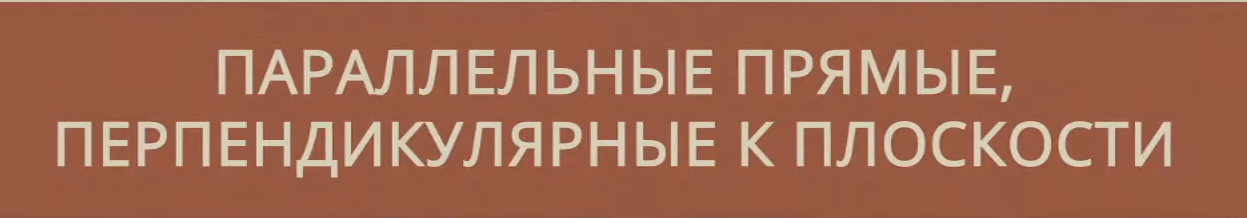 ПАРАЛЛЕЛЬНЫЕ ПРЯМЫЕ,
ПЕРПЕНДИКУЛЯРНЫЕ К ПЛОСКОСТИ